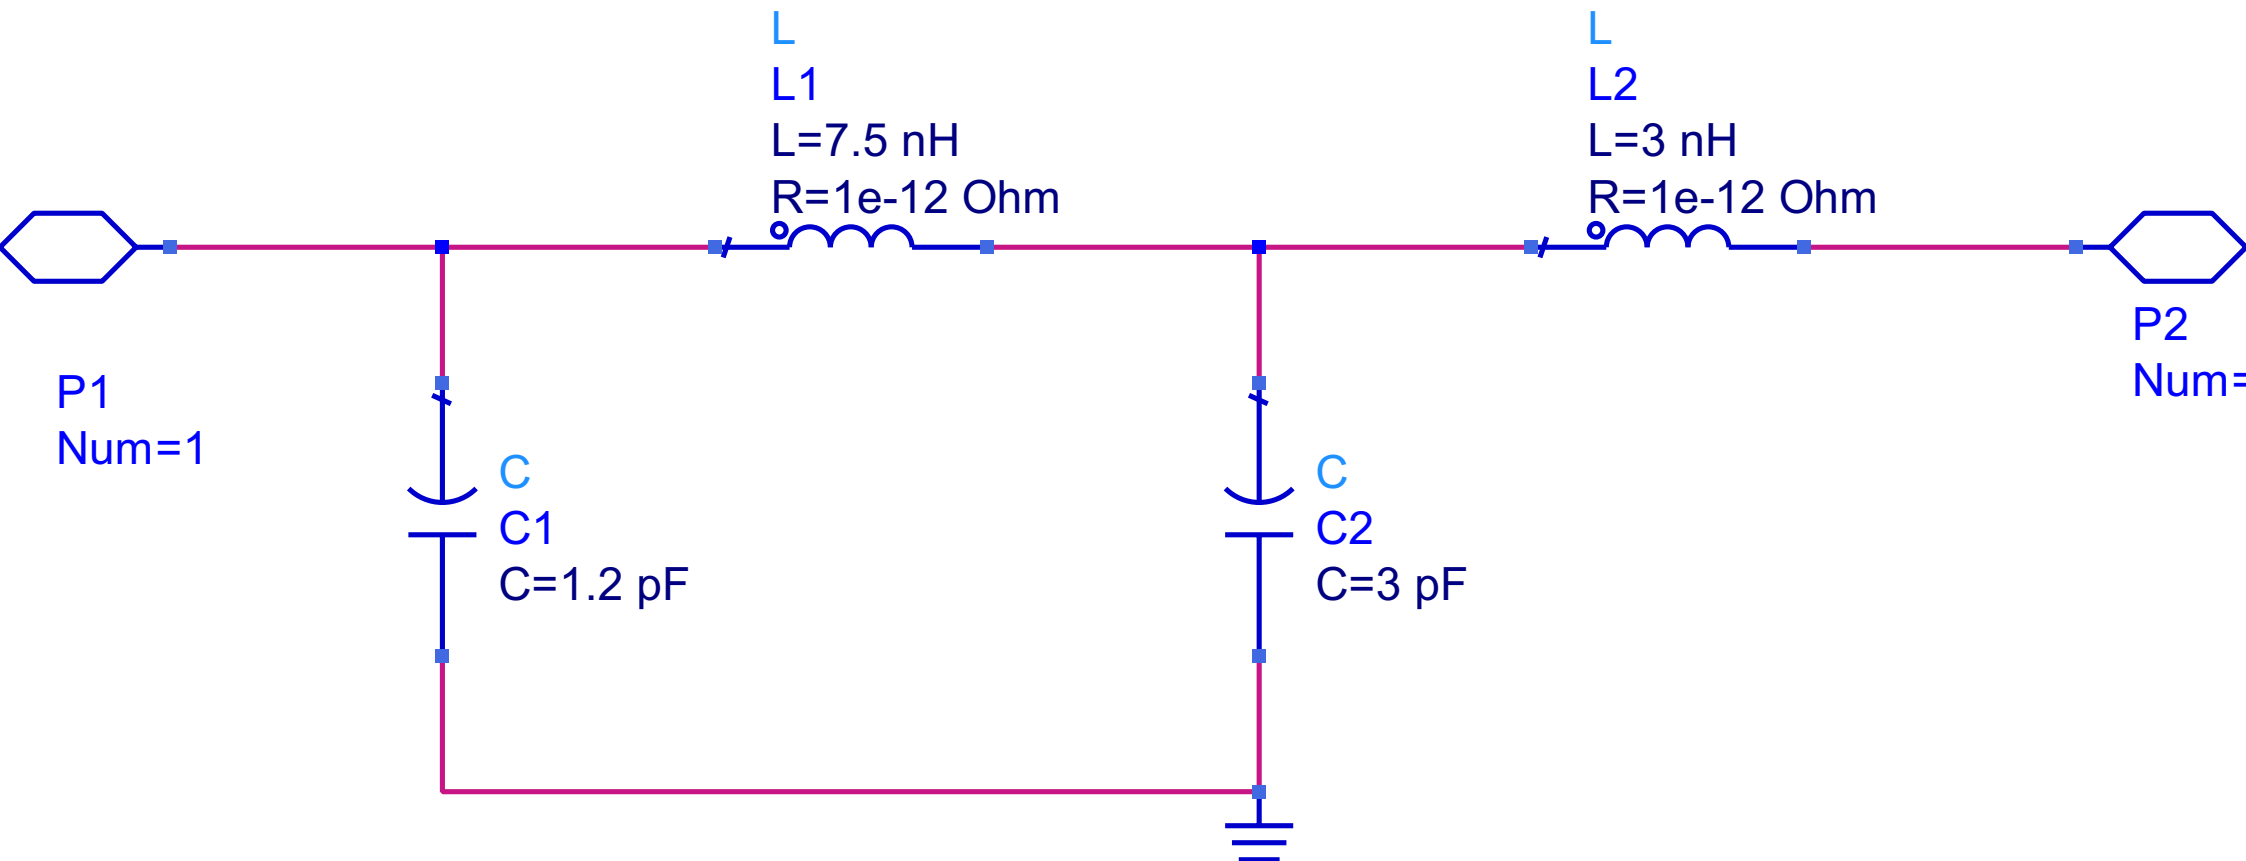 L
L1
L=7.5 nH
R=1e-12 Ohm
L
L2
L=3 nH
R=1e-12 Ohm
P1
Num=1
C
C1
C=1.2 pF
C
C2
C=3 pF
P2
Num=